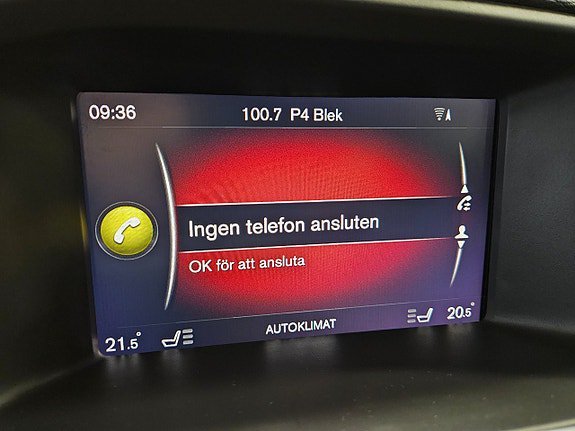 09:36 100.7 P4 Blek
Ingen telefon ansluten
OK för att ansluta
21.5° AUTOKLIMAT 20.5°